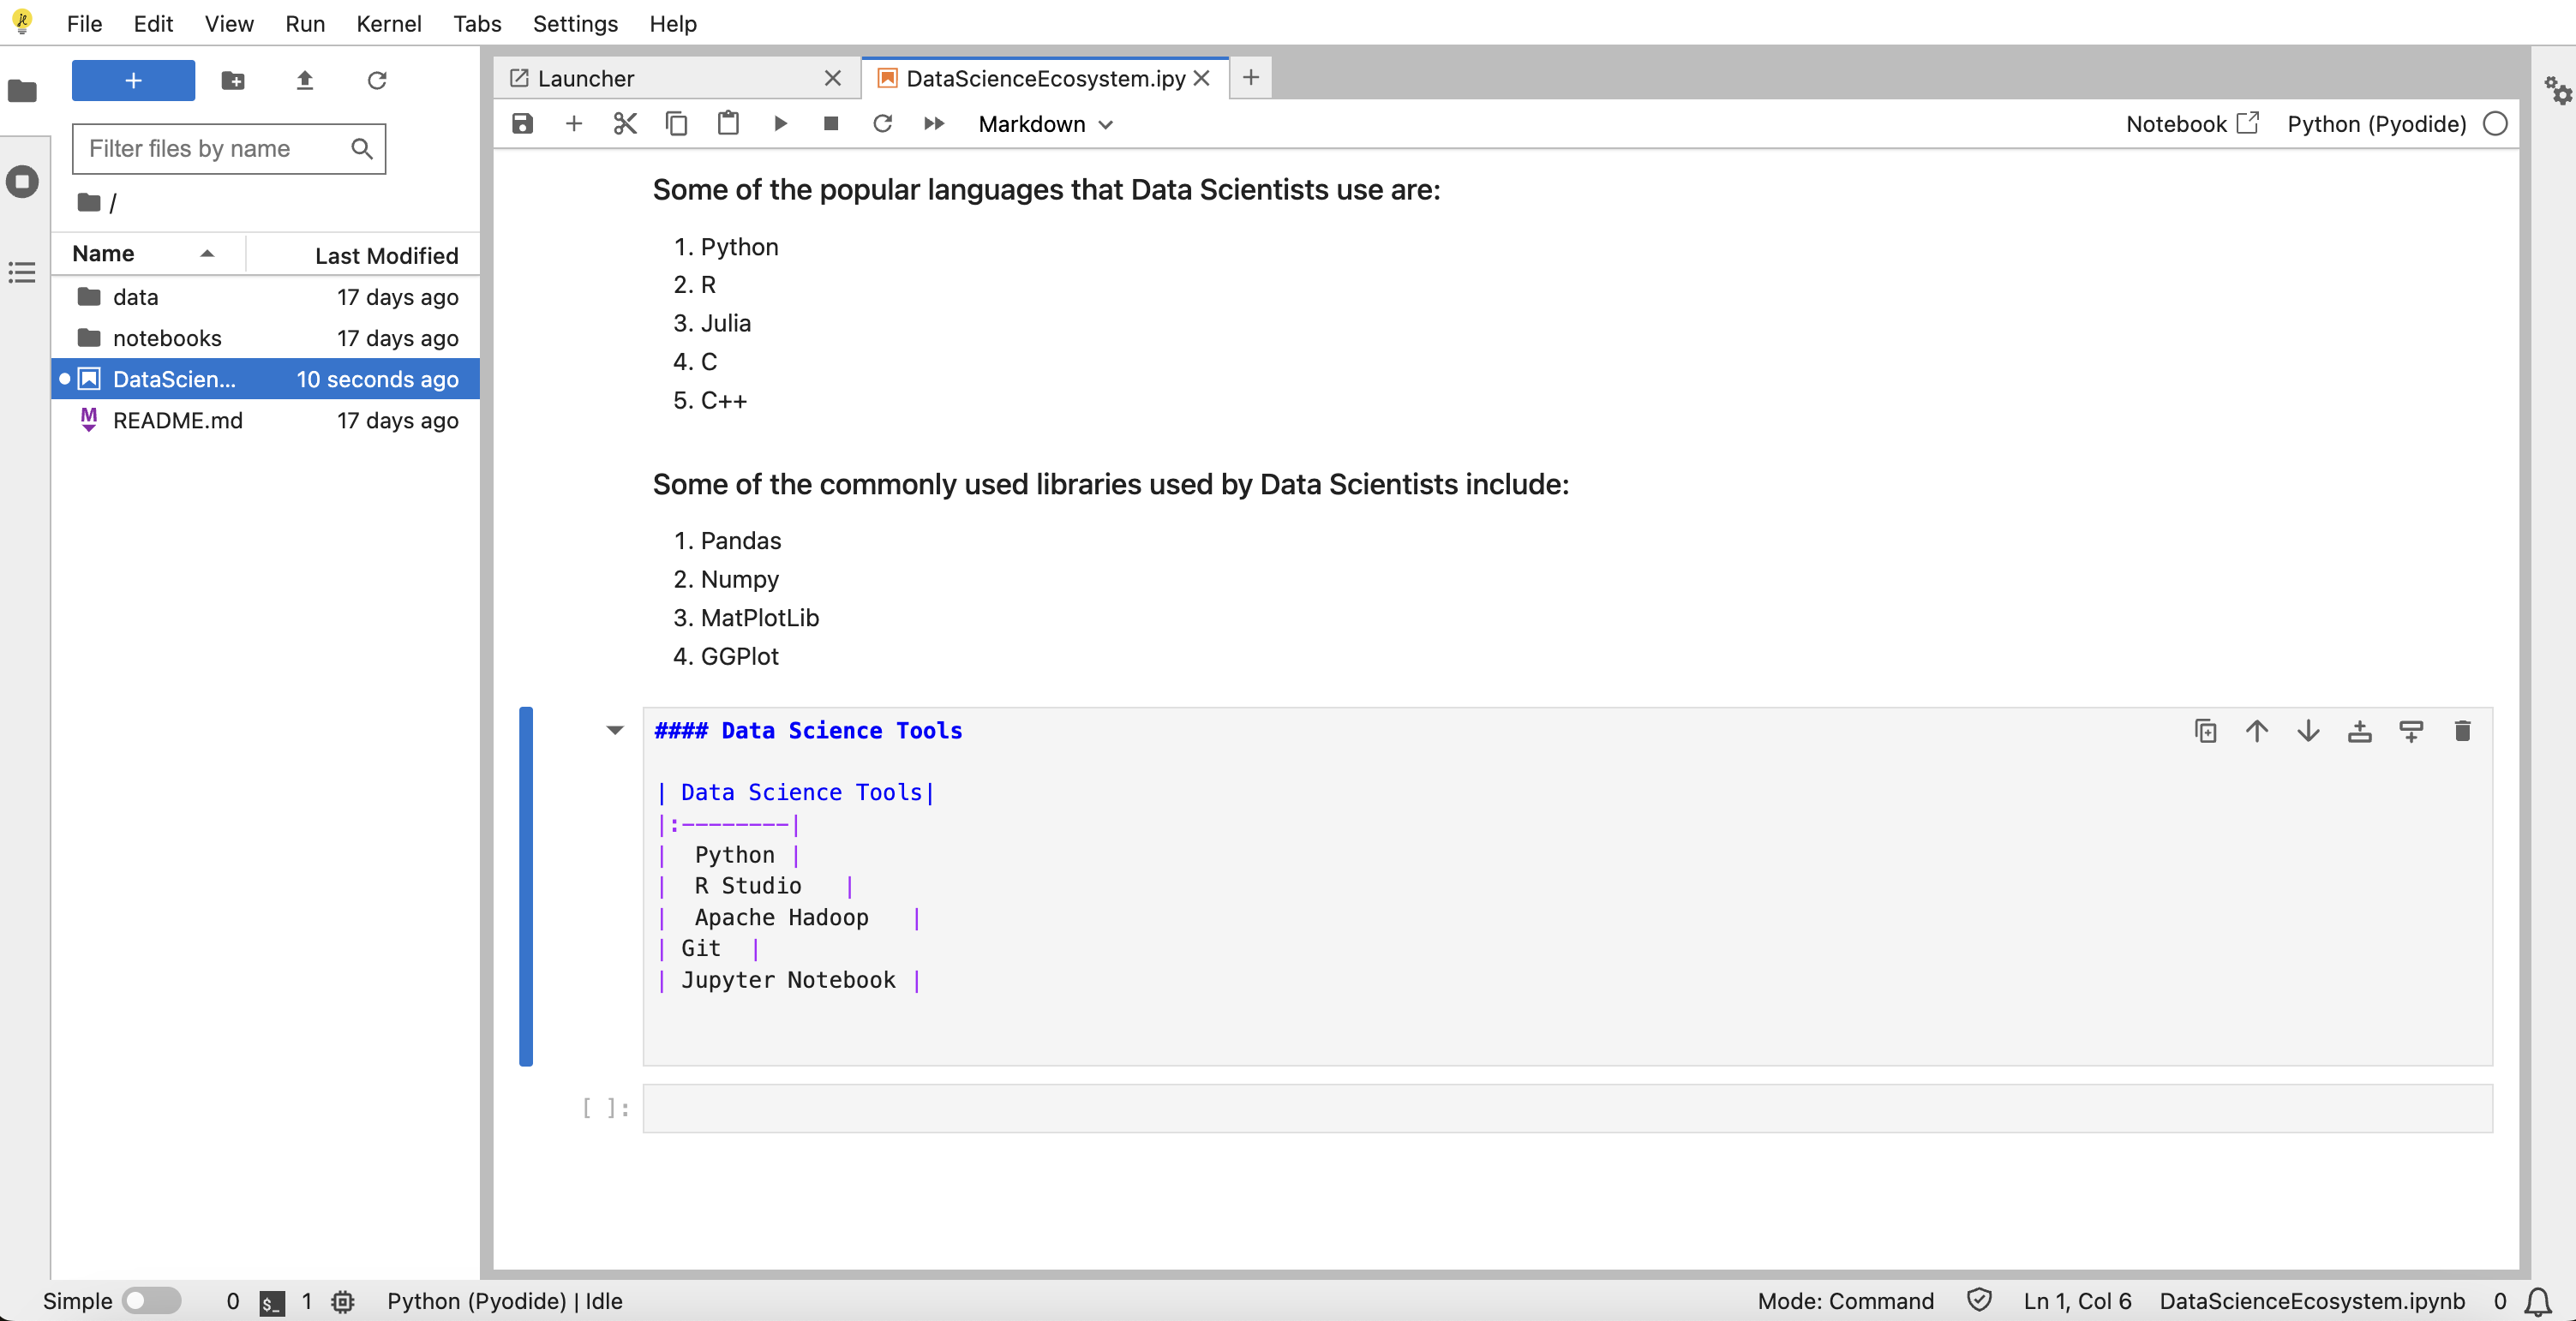 File Edit View Run Kernel Tabs Settings Help
+
Filter files by name
/
Name Last Modified
data 17 days ago
notebooks 17 days ago
DataScien... 10 seconds ago
README.md 17 days ago
Launcher
DataScienceEcosystem.ipy
Markdown
Notebook
Python (Pyodide)
Some of the popular languages that Data Scientists use are:
1. Python
2. R
3. Julia
4. C
5. C++
Some of the commonly used libraries used by Data Scientists include:
1. Pandas
2. Numpy
3. MatPlotLib
4. GGPlot
#### Data Science Tools
| Data Science Tools|
|:--------|
|  Python |
|  R Studio   |
|  Apache Hadoop   |
| Git  |
| Jupyter Notebook |
[ ]:
Simple 0 $_ 1 Python (Pyodide) | Idle Mode: Command Ln 1, Col 6 DataScienceEcosystem.ipynb 0